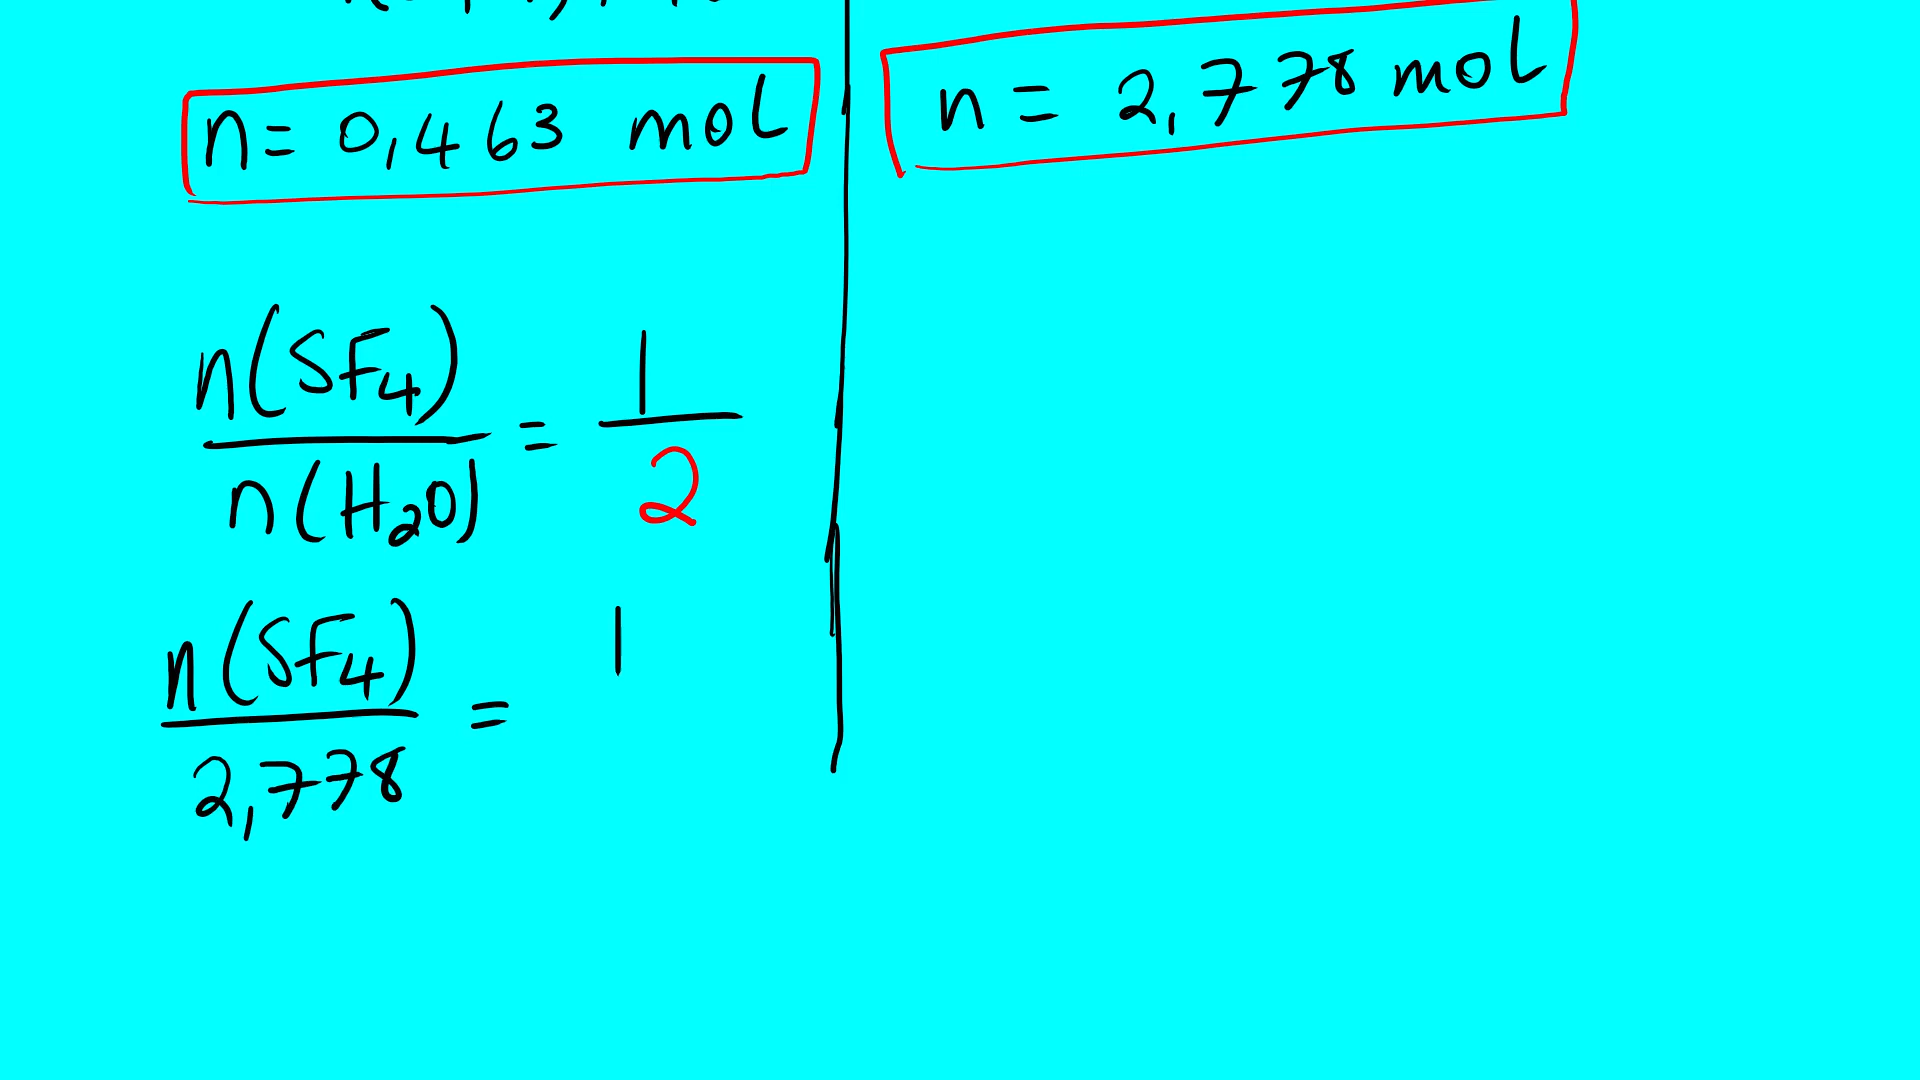 n = 0,463 mol
n = 2,778 mol
n(SF₄)
n(H₂O)
=
1
2
n(SF₄)
2,778
=
1